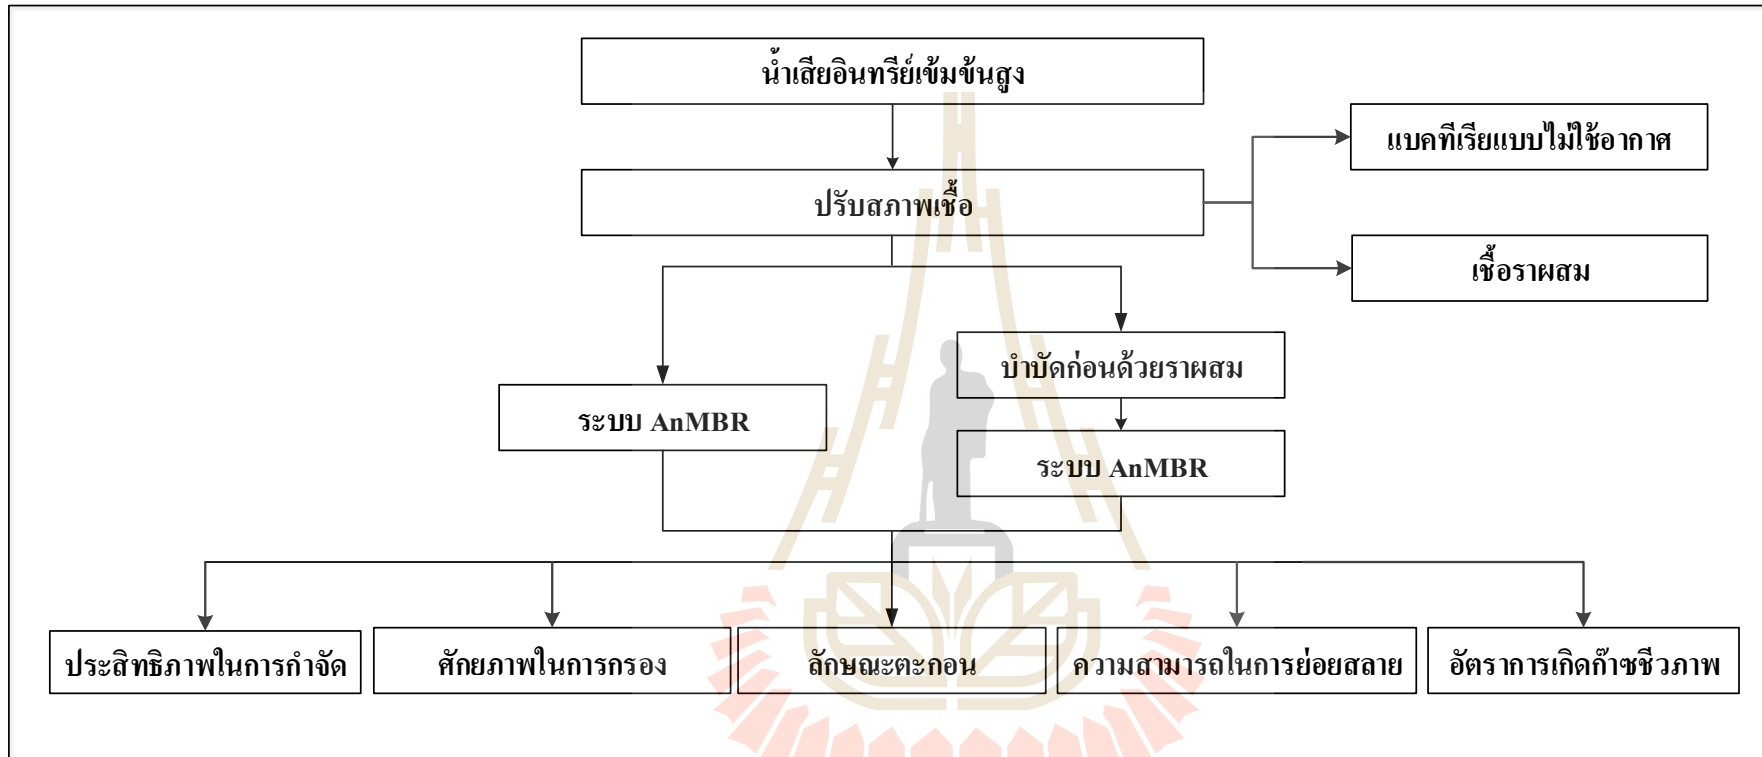 น้ำเสียอินทรีย์เข้มข้นสูง
แบคทีเรียแบบไม่ใช้อากาศ
ปรับสภาพเชื้อ
เชื้อราผสม
บำบัดก่อนด้วยราผสม
ระบบ AnMBR
ระบบ AnMBR
ประสิทธิภาพในการกำจัด
ศักยภาพในการกรอง
ลักษณะตะกอน
ความสามารถในการย่อยสลาย
อัตราการเกิดก๊าซชีวภาพ